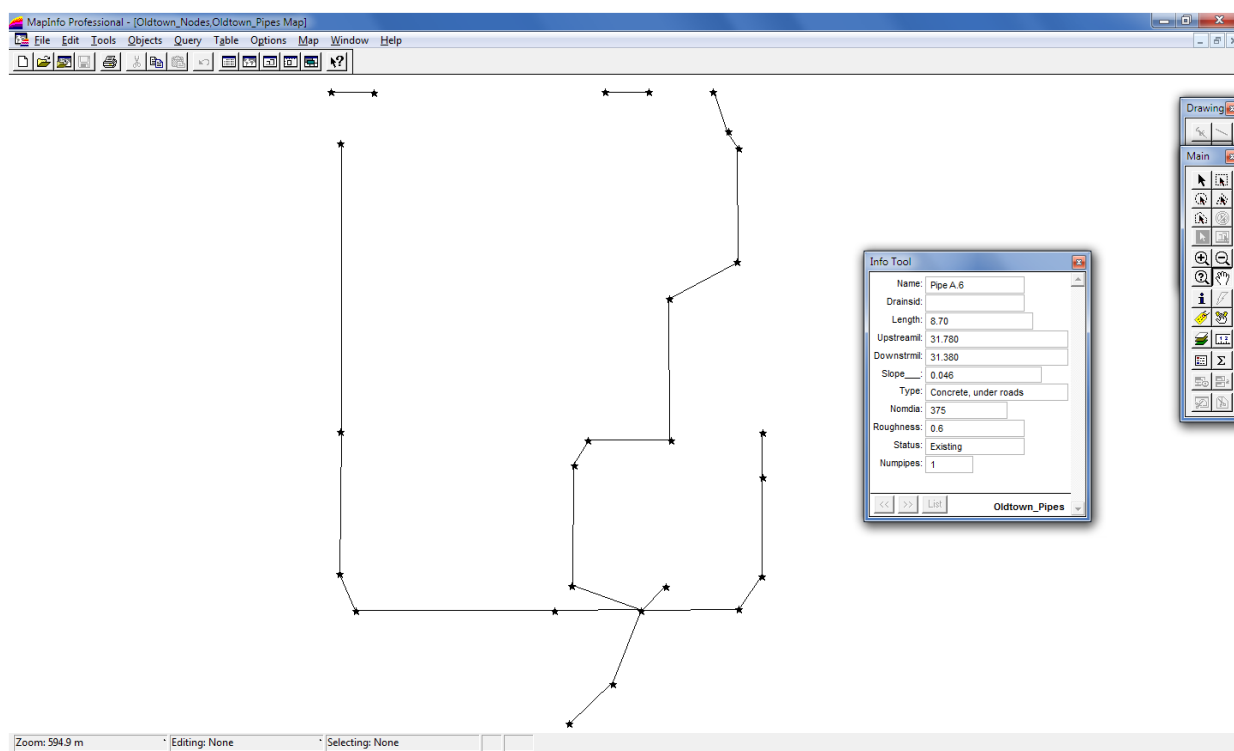 MapInfo Professional - [Oldtown_Nodes,Oldtown_Pipes Map]
File Edit Tools Objects Query Table Options Map Window Help
Drawing
Main
Info Tool
Name: Pipe A.6
Drainsid:
Length: 8.70
Upstreamil: 31.780
Downstrmil: 31.380
Slope___: 0.046
Type: Concrete, under roads
Nomdia: 375
Roughness: 0.6
Status: Existing
Numpipes: 1
<< >> List Oldtown_Pipes
Zoom: 594.9 m Editing: None Selecting: None